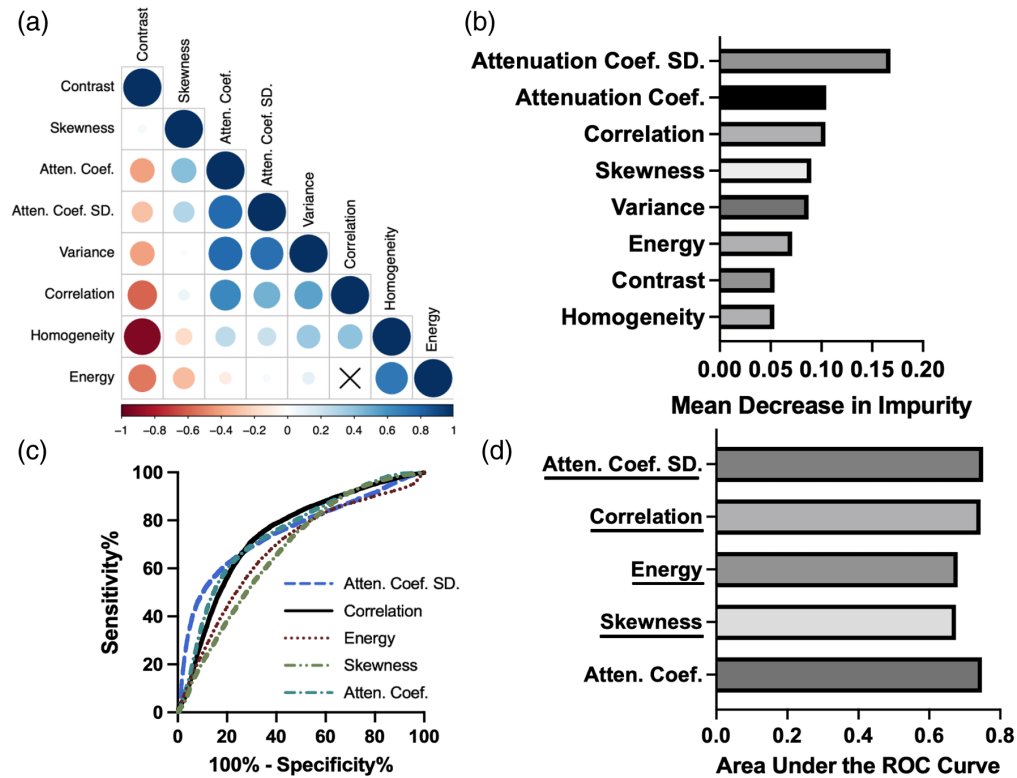 (a)
Contrast
Skewness
Atten. Coef.
Atten. Coef. SD.
Variance
Correlation
Homogeneity
Energy
Contrast
Skewness
Atten. Coef.
Atten. Coef. SD.
Variance
Correlation
Homogeneity
Energy
-1 -0.8 -0.6 -0.4 -0.2 0 0.2 0.4 0.6 0.8 1
(b)
Attenuation Coef. SD.
Attenuation Coef.
Correlation
Skewness
Variance
Energy
Contrast
Homogeneity
0.00 0.05 0.10 0.15 0.20
Mean Decrease in Impurity
(c)
Sensitivity%
100
80
60
40
20
0
Atten. Coef. SD.
Correlation
Energy
Skewness
Atten. Coef.
0 20 40 60 80 100
100% - Specificity%
(d)
Atten. Coef. SD.
Correlation
Energy
Skewness
Atten. Coef.
0.0 0.2 0.4 0.6 0.8
Area Under the ROC Curve